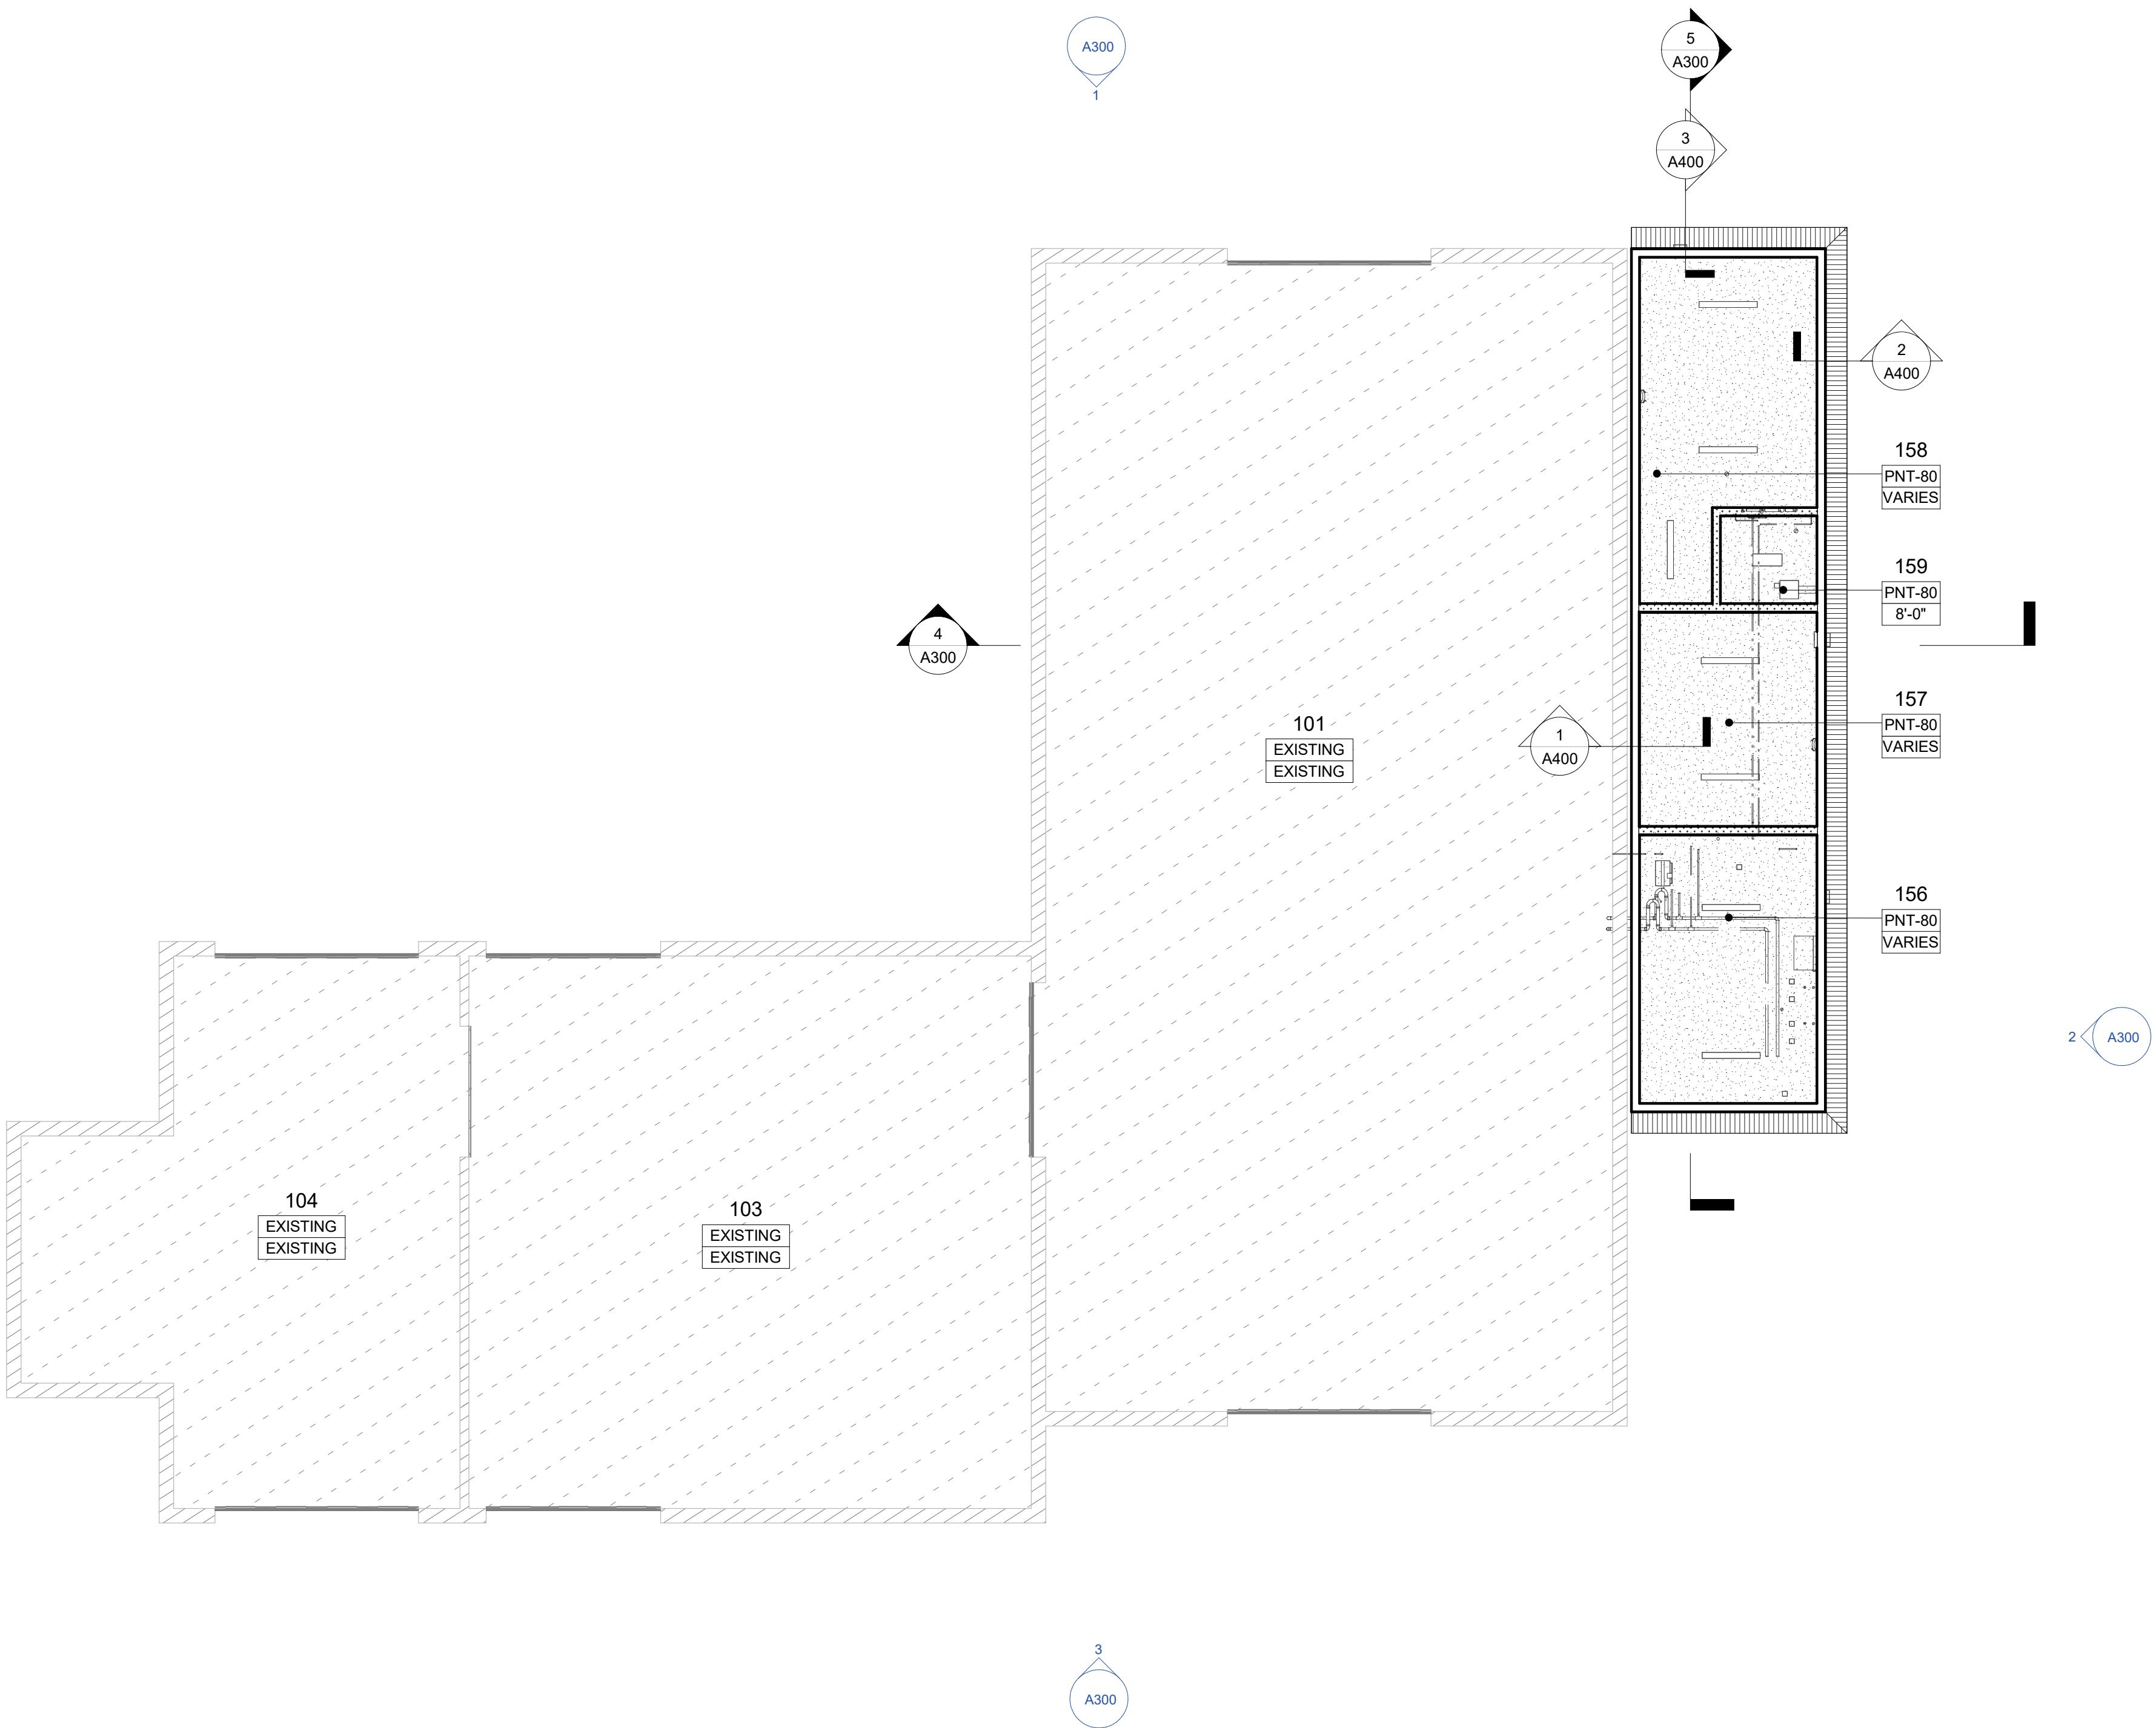 A300
1
5
A300
3
A400
2
A400
158
PNT-80
VARIES
159
PNT-80
8'-0"
4
A300
157
PNT-80
VARIES
101
EXISTING
EXISTING
1
A400
156
PNT-80
VARIES
2
A300
104
EXISTING
EXISTING
103
EXISTING
EXISTING
3
A300